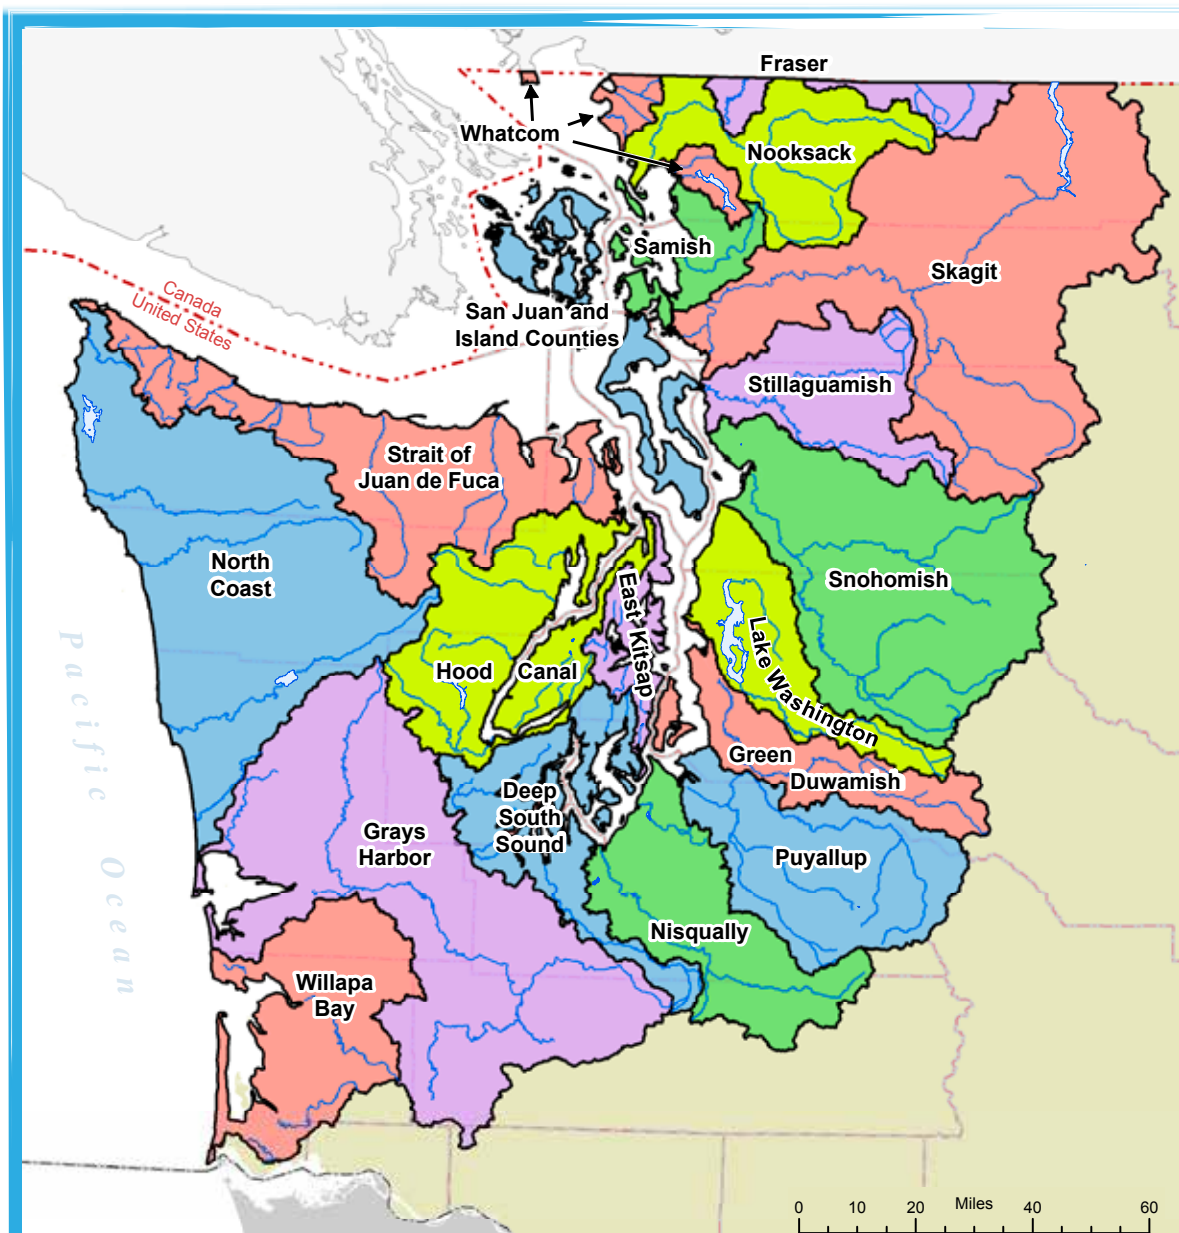 Fraser
Whatcom
Nooksack
Samish
Skagit
Canada
United States
San Juan and
Island Counties
Stillaguamish
Strait of
Juan de Fuca
North
Coast
Snohomish
East Kitsap
Lake Washington
Hood Canal
Pacific Ocean
Green
Duwamish
Deep
South
Sound
Grays
Harbor
Puyallup
Nisqually
Willapa
Bay
Miles
0 10 20 40 60